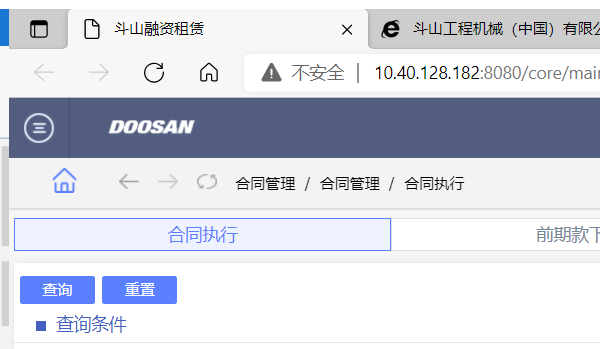 斗山融资租赁
斗山工程机械（中国）有限公
不安全 | 10.40.128.182:8080/core/mai
DOOSAN
合同管理 / 合同管理 / 合同执行
合同执行
前期款下
查询 重置
查询条件